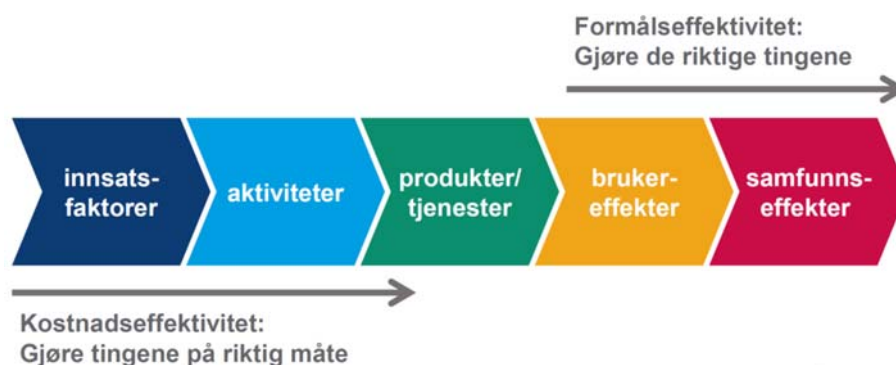 Formålseffektivitet:
Gjøre de riktige tingene
innsats-
faktorer
aktiviteter
produkter/
tjenester
bruker-
effekter
samfunns-
effekter
Kostnadseffektivitet:
Gjøre tingene på riktig måte